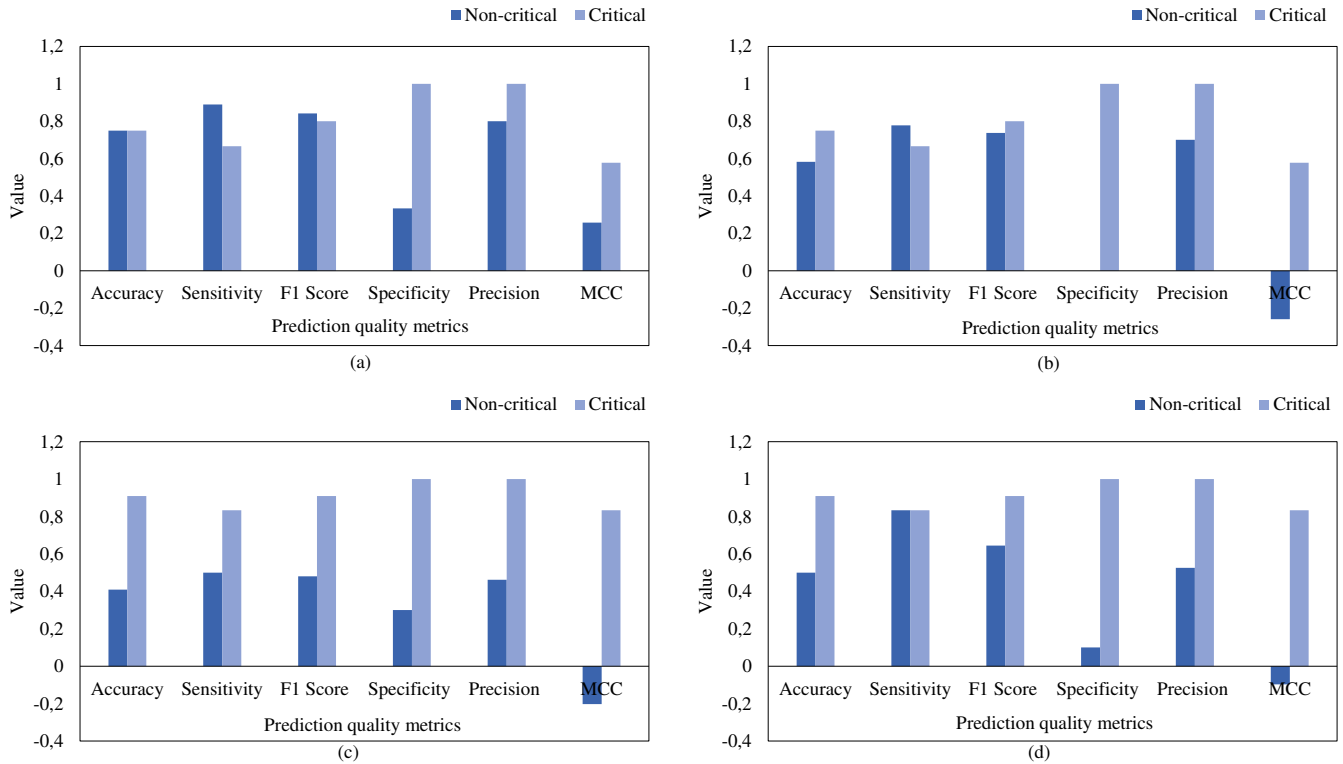 Non-critical Critical
1,2
1
0,8
0,6
0,4
0,2
0
-0,2
-0,4
Value
Accuracy Sensitivity F1 Score Specificity Precision MCC
Prediction quality metrics
(a)
Non-critical Critical
1,2
1
0,8
0,6
0,4
0,2
0
-0,2
-0,4
Value
Accuracy Sensitivity F1 Score Specificity Precision MCC
Prediction quality metrics
(b)
Non-critical Critical
1,2
1
0,8
0,6
0,4
0,2
0
-0,2
-0,4
Value
Accuracy Sensitivity F1 Score Specificity Precision MCC
Prediction quality metrics
(c)
Non-critical Critical
1,2
1
0,8
0,6
0,4
0,2
0
-0,2
-0,4
Value
Accuracy Sensitivity F1 Score Specificity Precision MCC
Prediction quality metrics
(d)